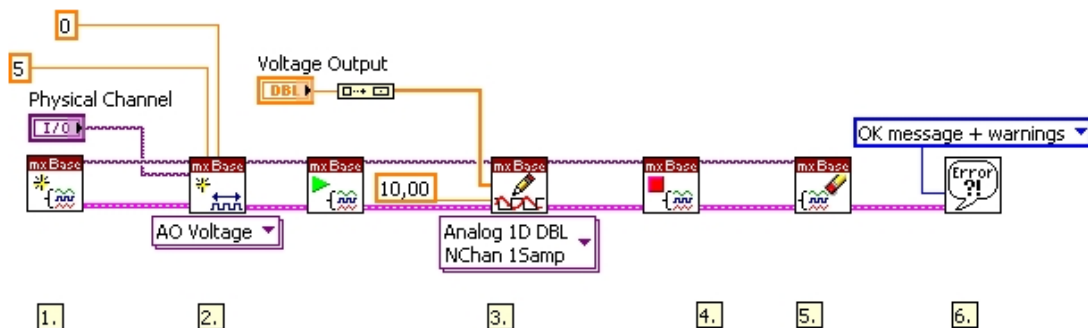 0
5
Voltage Output
DBL
Physical Channel
I/O
OK message + warnings
mxBase
mxBase
mxBase
mxBase
mxBase
mxBase
Error
?!
10,00
AO Voltage
Analog 1D DBL
NChan 1Samp
1.
2.
3.
4.
5.
6.